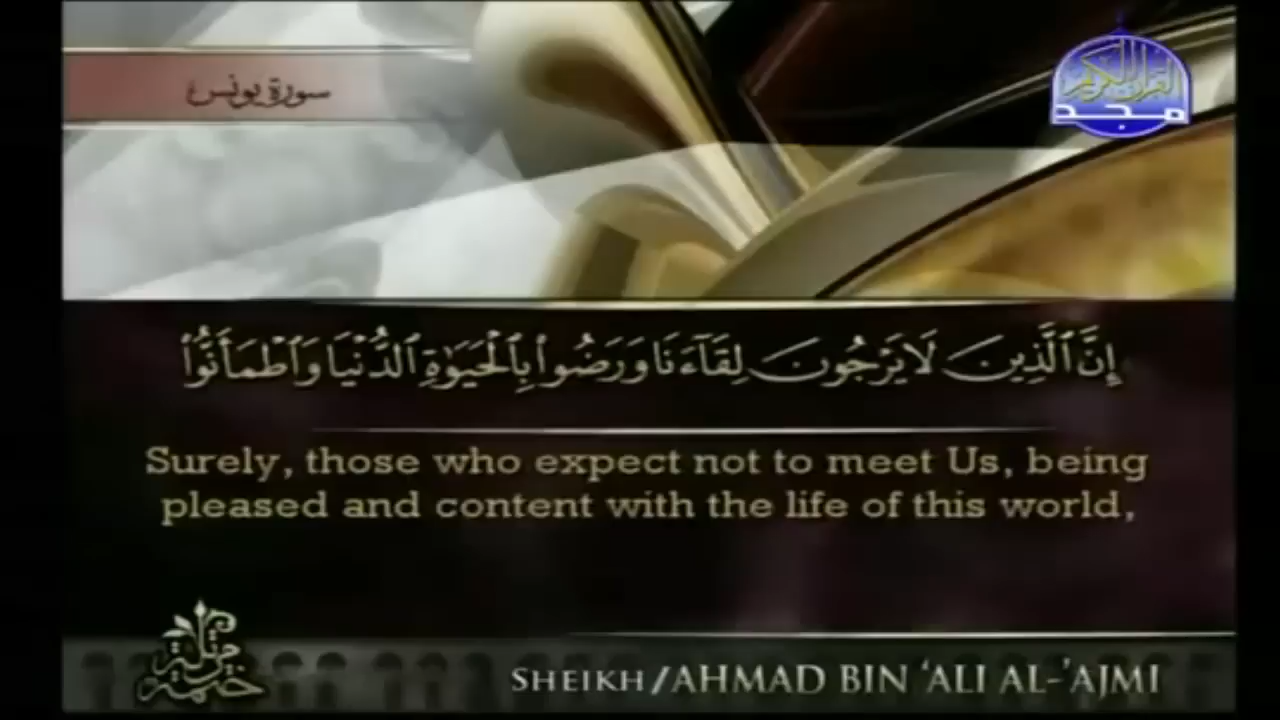 سورة يونس
القرآن الكريم
مجد
إِنَّ ٱلَّذِينَ لَا يَرْجُونَ لِقَآءَنَا وَرَضُوا۟ بِٱلْحَيَوٰةِ ٱلدُّنْيَا وَٱطْمَأَنُّوا۟
Surely, those who expect not to meet Us, being
pleased and content with the life of this world,
ختمة مرتلة
SHEIKH/AHMAD BIN ‘ALI AL-’AJMI